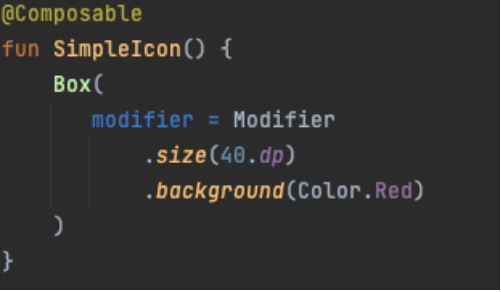 @Composable
fun SimpleIcon() {
    Box(
        modifier = Modifier
            .size(40.dp)
            .background(Color.Red)
    )
}